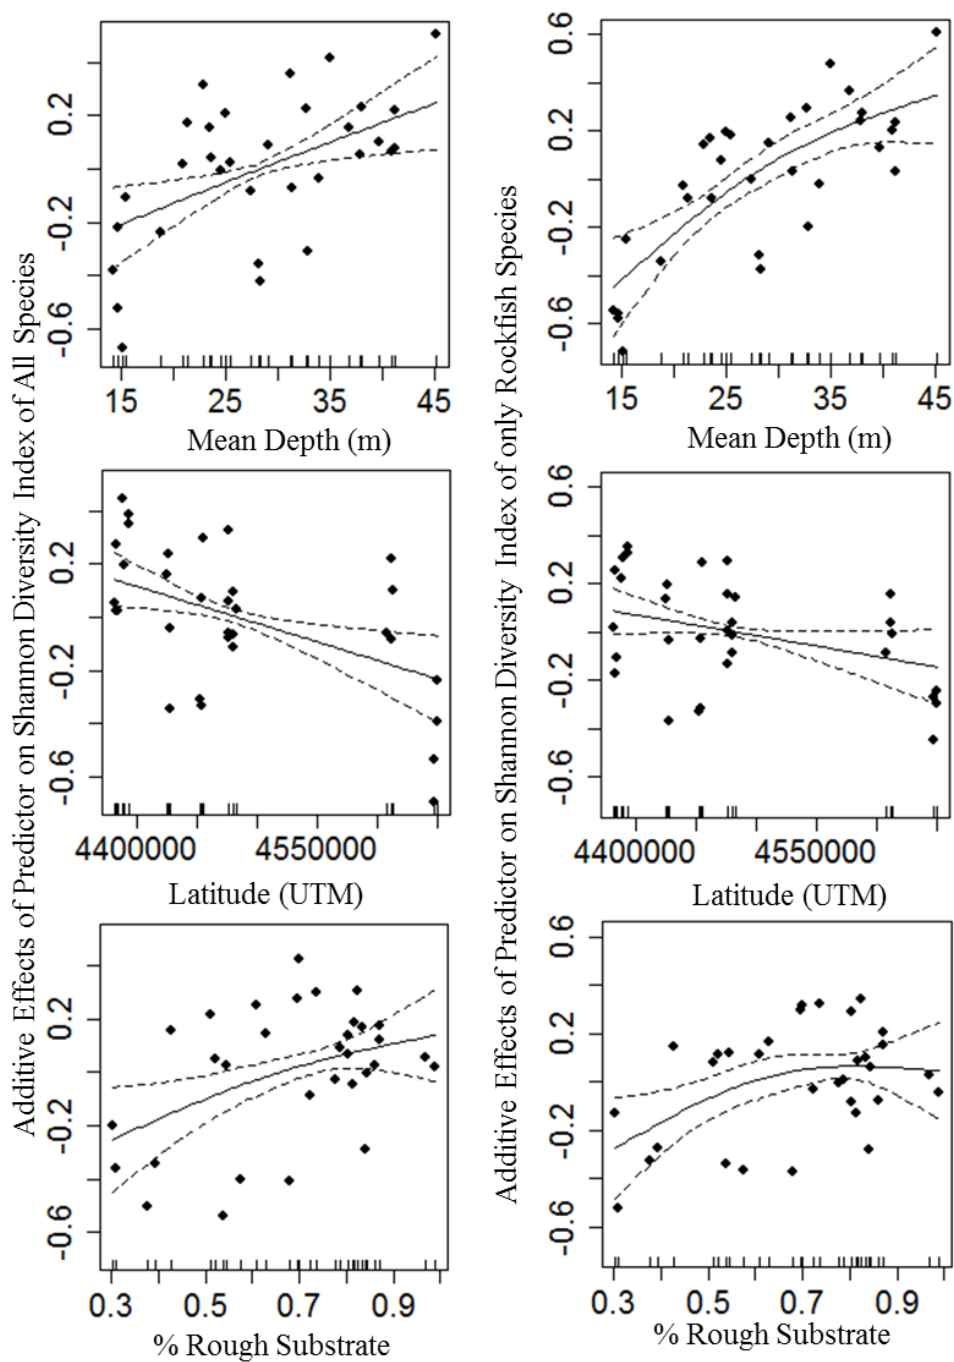 Additive Effects of Predictor on Shannon Diversity Index of All Species
0.2
-0.2
-0.6
15 25 35 45
Mean Depth (m)
0.2
-0.2
-0.6
4400000 4550000
Latitude (UTM)
0.2
-0.2
-0.6
0.3 0.5 0.7 0.9
% Rough Substrate
Additive Effects of Predictor on Shannon Diversity Index of only Rockfish Species
0.6
0.2
-0.2
-0.6
15 25 35 45
Mean Depth (m)
0.6
0.2
-0.2
-0.6
4400000 4550000
Latitude (UTM)
0.6
0.2
-0.2
-0.6
0.3 0.5 0.7 0.9
% Rough Substrate